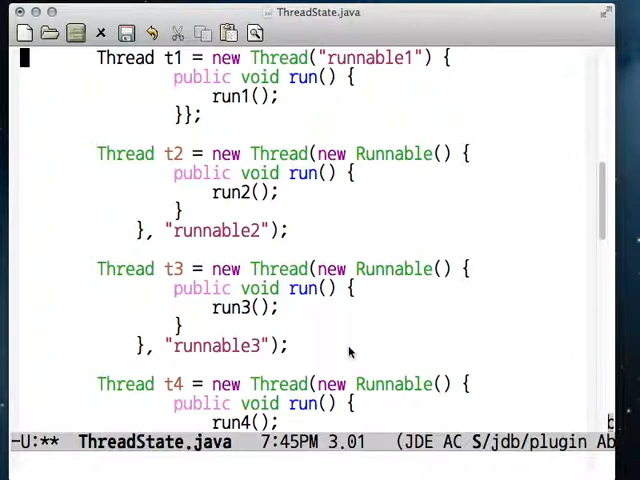 ThreadState.java
Thread t1 = new Thread("runnable1") {
public void run() {
run1();
}};
Thread t2 = new Thread(new Runnable() {
public void run() {
run2();
}
}, "runnable2");
Thread t3 = new Thread(new Runnable() {
public void run() {
run3();
}
}, "runnable3");
Thread t4 = new Thread(new Runnable() {
public void run() {
run4();
-U:** ThreadState.java 7:45PM 3.01 (JDE AC S/jdb/plugin Ab